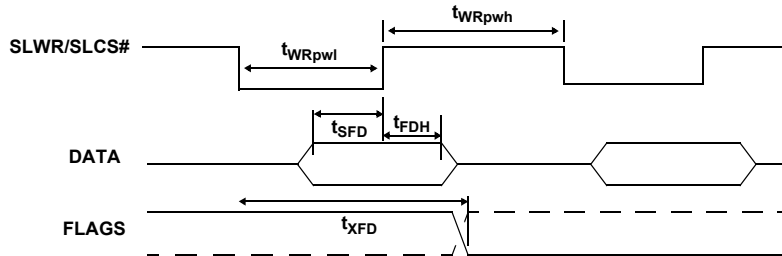 tWRpwh
SLWR/SLCS#
tWRpwl
tSFD
tFDH
DATA
tXFD
FLAGS